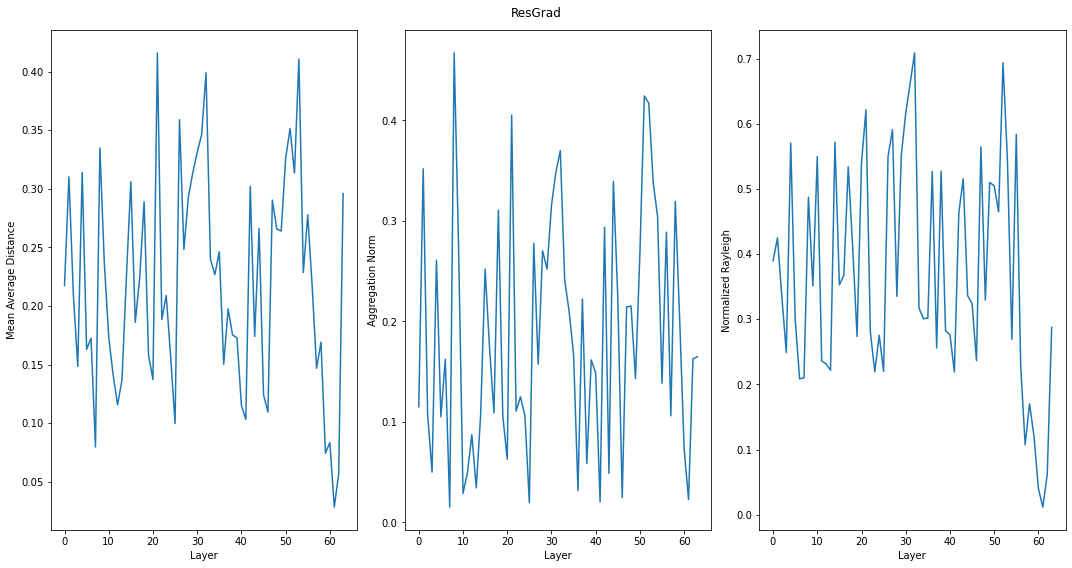 ResGrad
Mean Average Distance
0.40
0.35
0.30
0.25
0.20
0.15
0.10
0.05
0 10 20 30 40 50 60
Layer
Aggregation Norm
0.4
0.3
0.2
0.1
0.0
0 10 20 30 40 50 60
Layer
Normalized Rayleigh
0.7
0.6
0.5
0.4
0.3
0.2
0.1
0.0
0 10 20 30 40 50 60
Layer